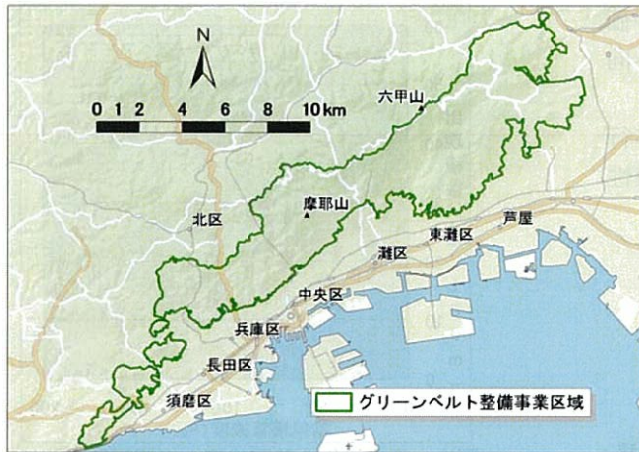 N
0 1 2 4 6 8 10 km
六甲山
北区
摩耶山
芦屋
東灘区
灘区
中央区
兵庫区
長田区
須磨区
グリーンベルト整備事業区域